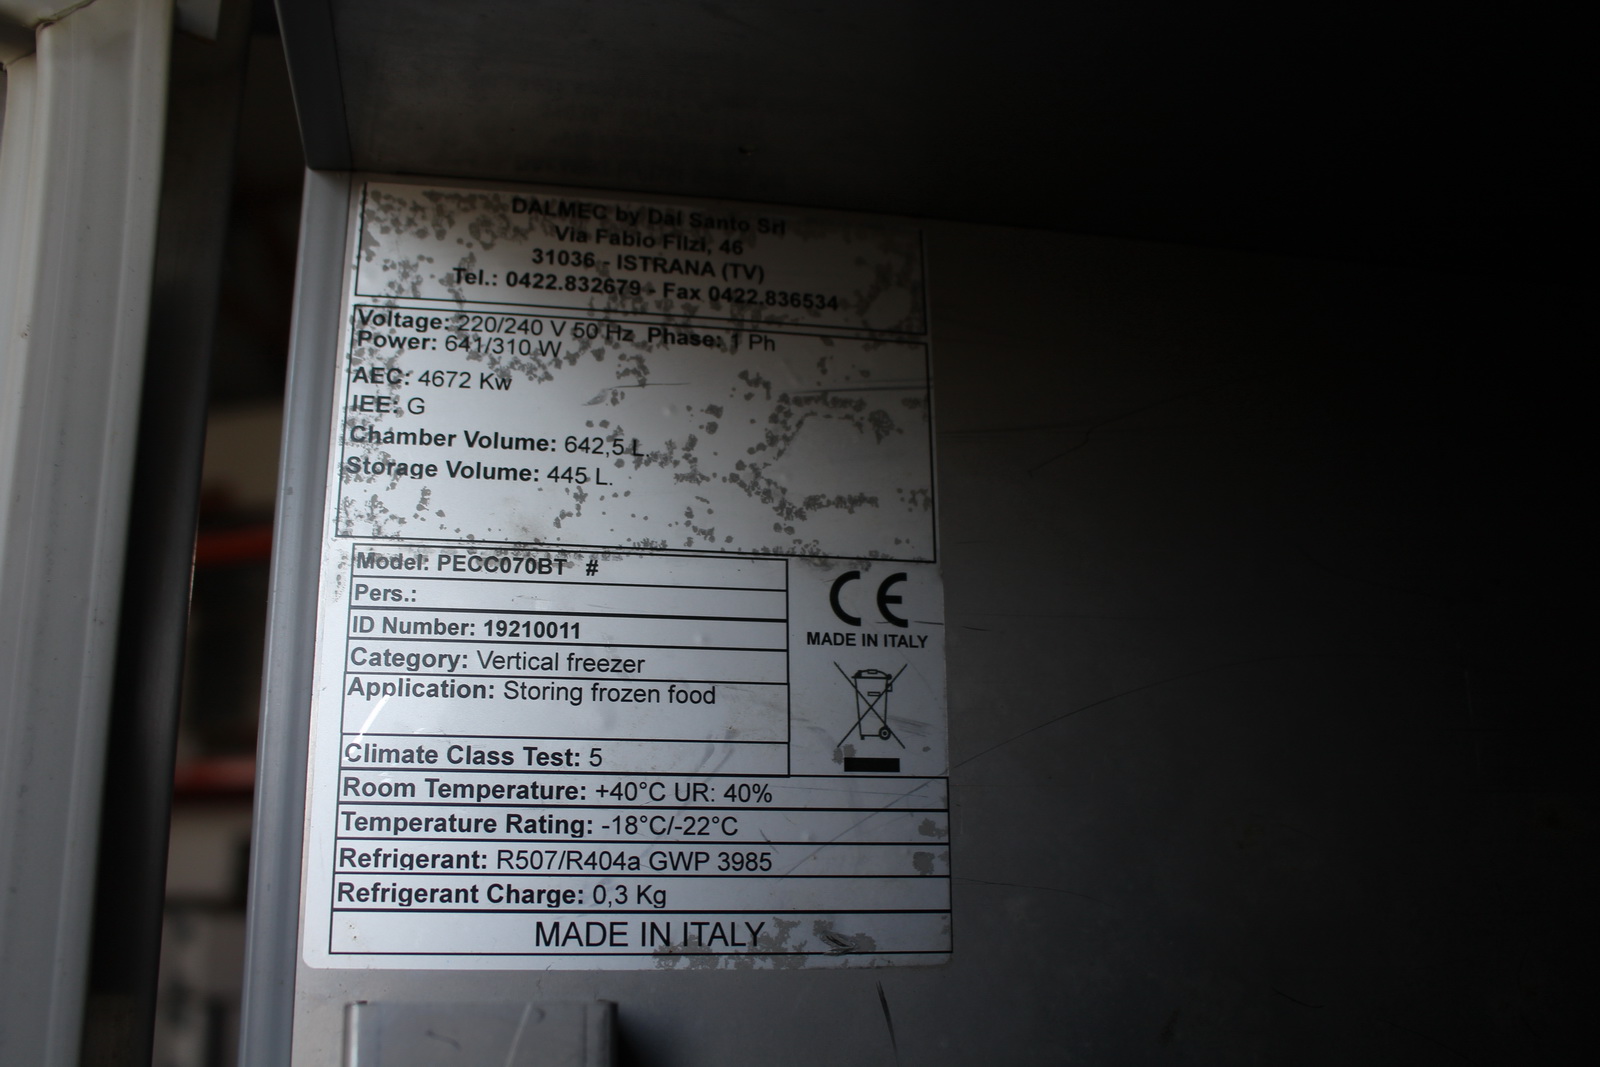 DALMEC by Dal Santo Srl
Via Fabio Filzi, 46
31036 - ISTRANA (TV)
Tel.: 0422.832679 - Fax 0422.836534
Voltage: 220/240 V 50 Hz Phase: 1 Ph
Power: 641/310 W
AEC: 4672 Kw
IEE: G
Chamber Volume: 642,5 L.
Storage Volume: 445 L.
Model: PECC070BT #
Pers.:
ID Number: 19210011
Category: Vertical freezer
Application: Storing frozen food
Climate Class Test: 5
CE
MADE IN ITALY
Room Temperature: +40°C UR: 40%
Temperature Rating: -18°C/-22°C
Refrigerant: R507/R404a GWP 3985
Refrigerant Charge: 0,3 Kg
MADE IN ITALY